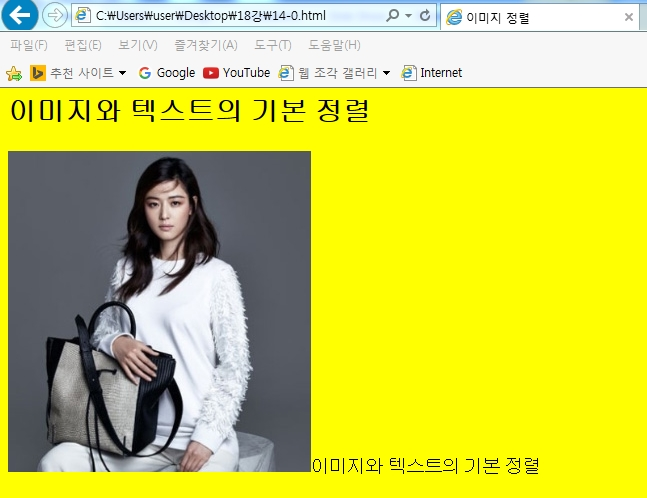 C:\Users\user\Desktop\18강\14-0.html
이미지 정렬
파일(F) 편집(E) 보기(V) 즐겨찾기(A) 도구(T) 도움말(H)
추천 사이트 Google YouTube 웹 조각 갤러리 Internet
이미지와 텍스트의 기본 정렬
이미지와 텍스트의 기본 정렬